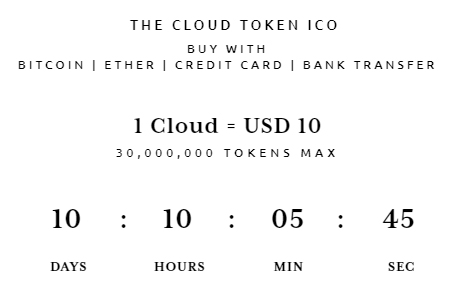 THE CLOUD TOKEN ICO
BUY WITH
BITCOIN | ETHER | CREDIT CARD | BANK TRANSFER
1 Cloud = USD 10
30,000,000 TOKENS MAX
10 : 10 : 05 : 45
DAYS HOURS MIN SEC